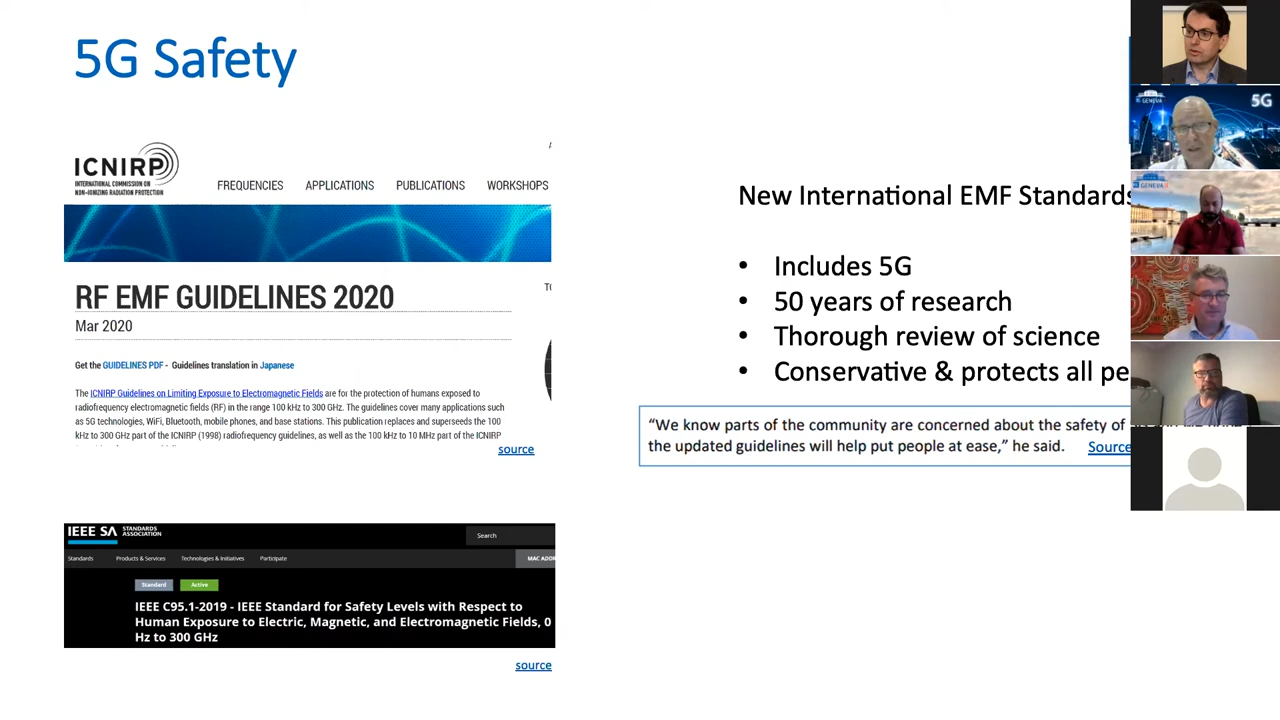 5G Safety
ICNIRP
INTERNATIONAL COMMISSION ON
NON-IONIZING RADIATION PROTECTION
FREQUENCIES APPLICATIONS PUBLICATIONS WORKSHOPS
RF EMF GUIDELINES 2020
Mar 2020
Get the GUIDELINES PDF - Guidelines translation in Japanese
The ICNIRP Guidelines on Limiting Exposure to Electromagnetic Fields are for the protection of humans exposed to
radiofrequency electromagnetic fields (RF) in the range 100 kHz to 300 GHz. The guidelines cover many applications such
as 5G technologies, WiFi, Bluetooth, mobile phones, and base stations. This publication replaces and supersedes the 100
kHz to 300 GHz part of the ICNIRP (1998) radiofrequency guidelines, as well as the 100 kHz to 10 MHz part of the ICNIRP
source
IEEE SA STANDARDS
ASSOCIATION
Search
Standards Products & Services Technologies & Initiatives Participate MAC ADDR
Standard Active
IEEE C95.1-2019 - IEEE Standard for Safety Levels with Respect to
Human Exposure to Electric, Magnetic, and Electromagnetic Fields, 0
Hz to 300 GHz
source
New International EMF Standards
• Includes 5G
• 50 years of research
• Thorough review of science
• Conservative & protects all pe
“We know parts of the community are concerned about the safety of
the updated guidelines will help put people at ease,” he said. Source
GENEVA
5G
GENEVA